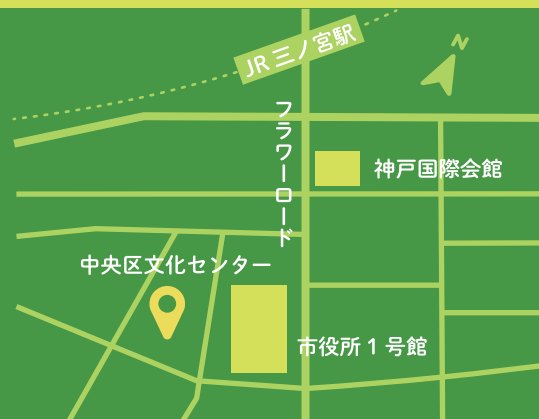 JR 三ノ宮駅
N
フラワーロード
神戸国際会館
中央区文化センター
市役所1号館